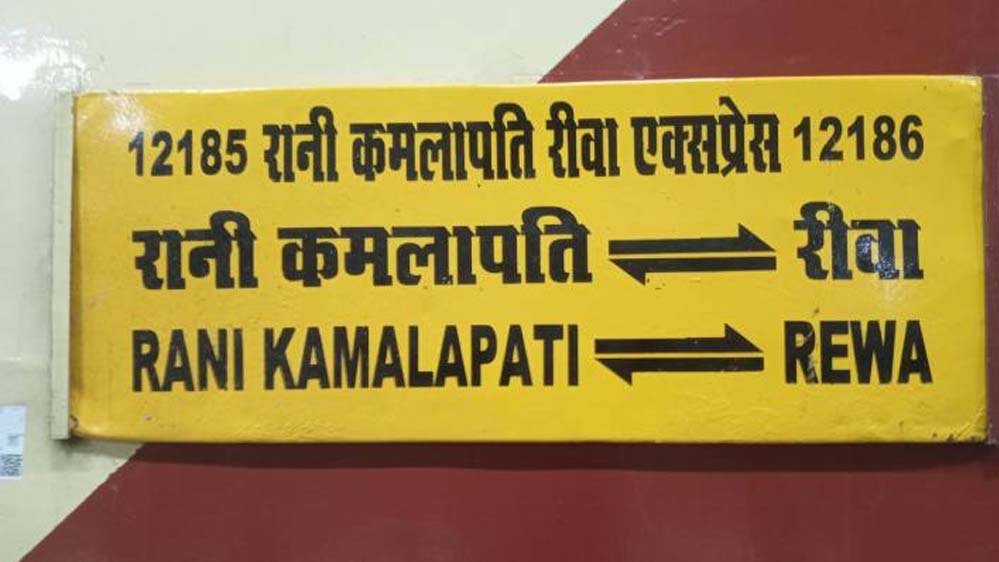 12185 रानी कमलापति रीवा एक्सप्रेस 12186
रानी कमलापति ⇌ रीवा
RANI KAMALAPATI ⇌ REWA